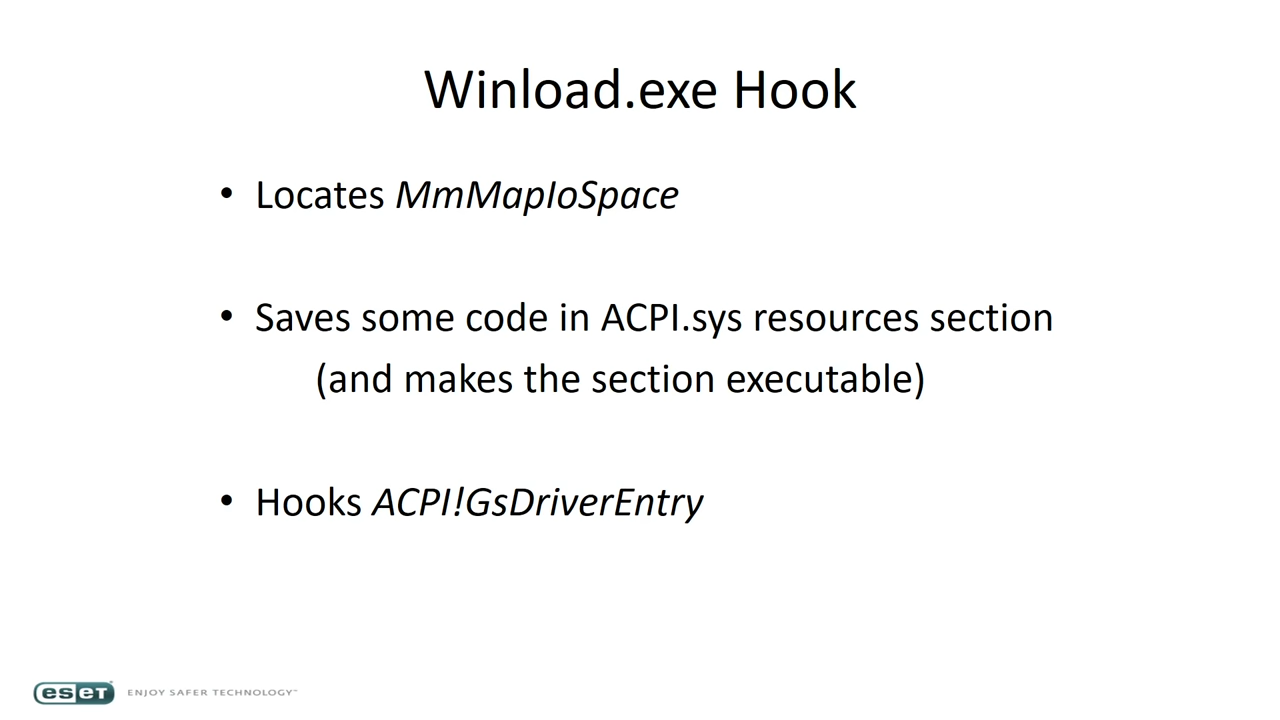 Winload.exe Hook
• Locates MmMapIoSpace
• Saves some code in ACPI.sys resources section
(and makes the section executable)
• Hooks ACPI!GsDriverEntry
eseT ENJOY SAFER TECHNOLOGY™